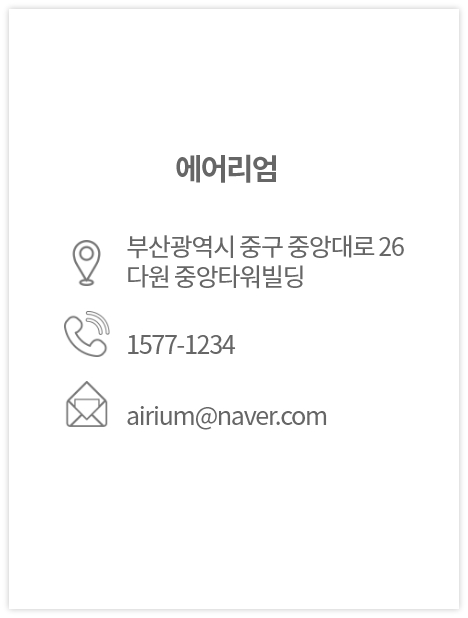 에어리엄
부산광역시 중구 중앙대로 26
다원 중앙타워빌딩
1577-1234
airium@naver.com